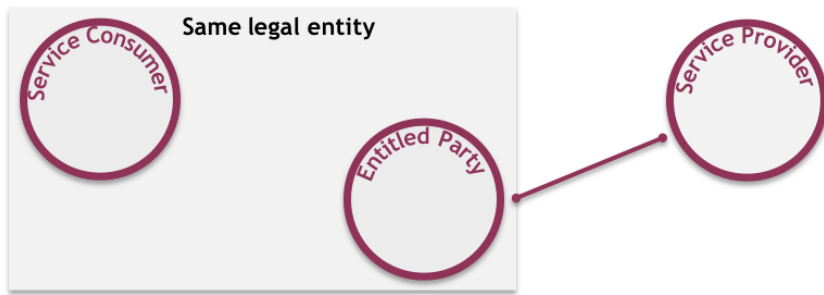 Same legal entity
Service Consumer
Service Provider
Entitled Party